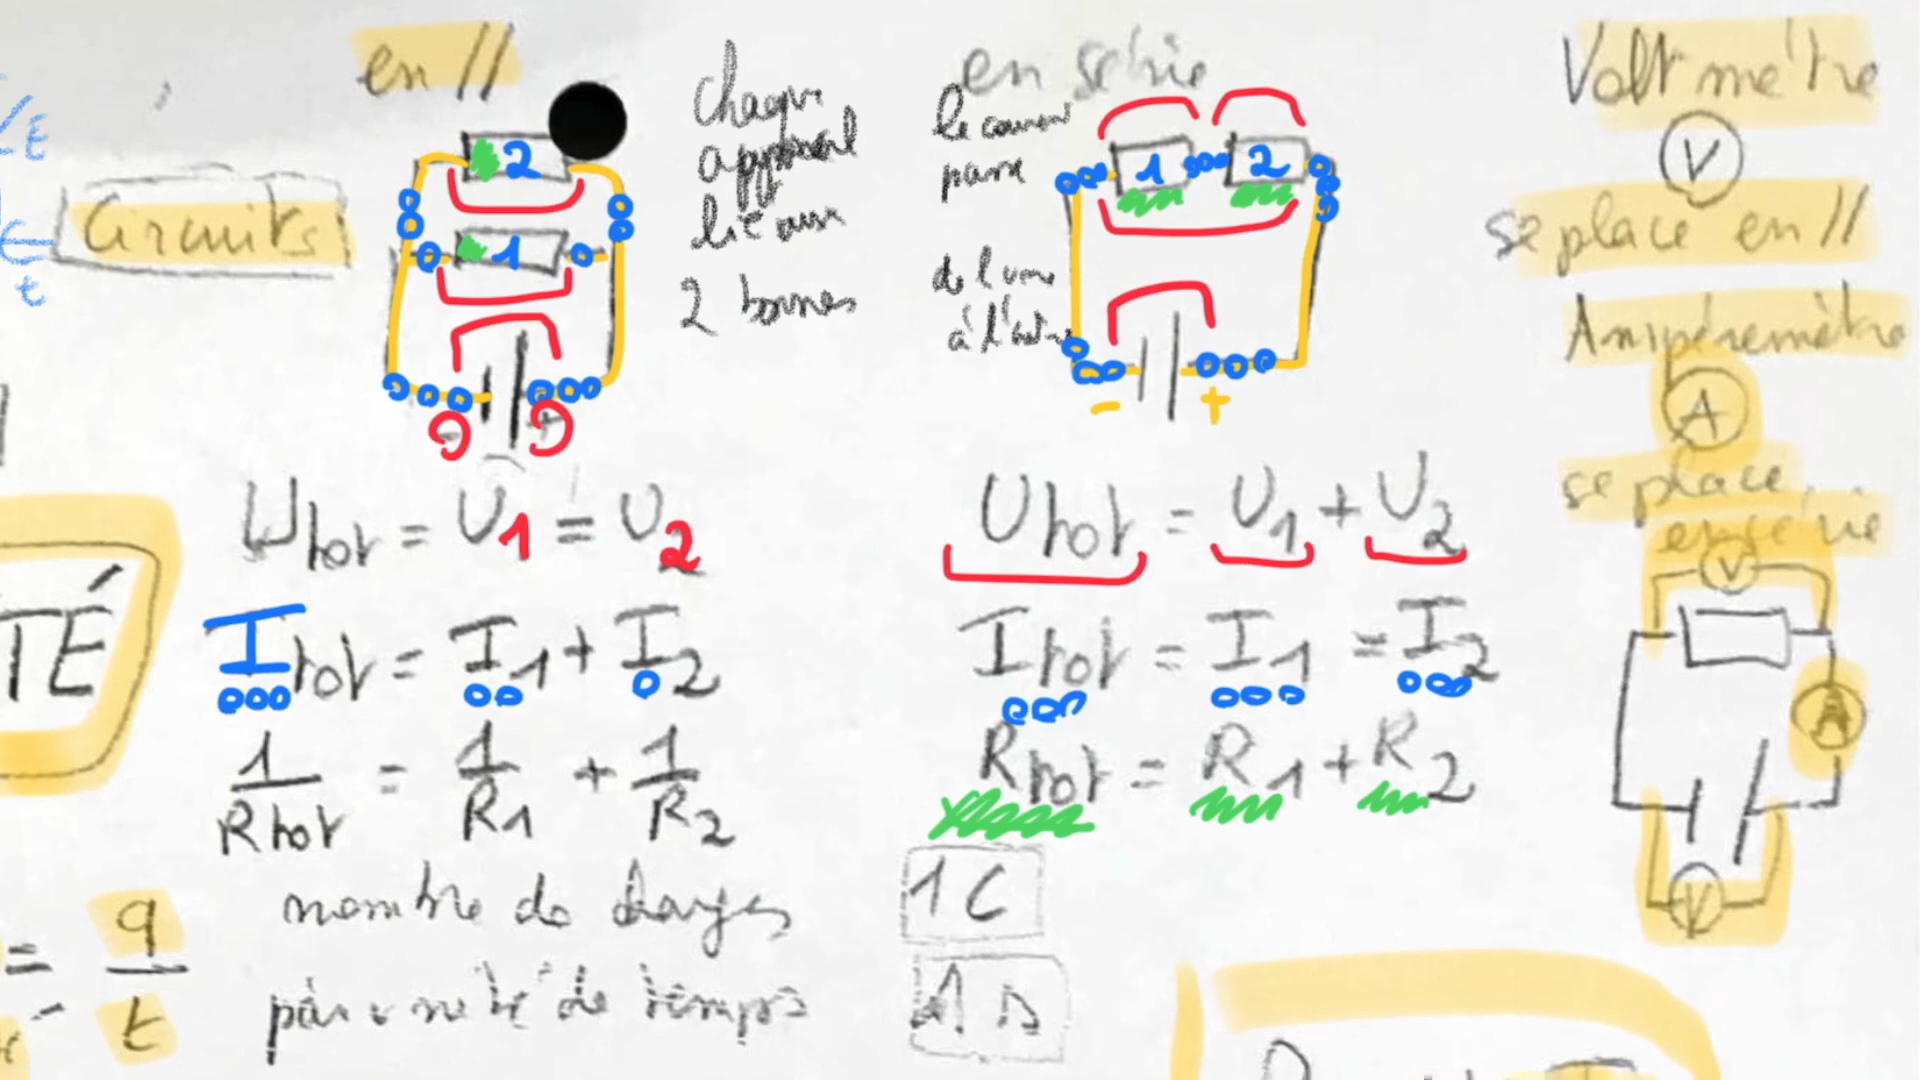 en //
Circuits
2
1
-
+
chaque
appareil
lié aux
2 bornes
en série
le courant
passe
de l'une
à l'autre
1
2
-
+
Voltmètre
V
se place en //
Ampèremètre
A
se place
en série
V
A
V
Utot = U1 = U2
Itot = I1 + I2
1/Rtot = 1/R1 + 1/R2
Utot = U1 + U2
Itot = I1 = I2
Rtot = R1 + R2
TÉ
= q/t
nombre de charges
par unité de temps
1 C
1 s